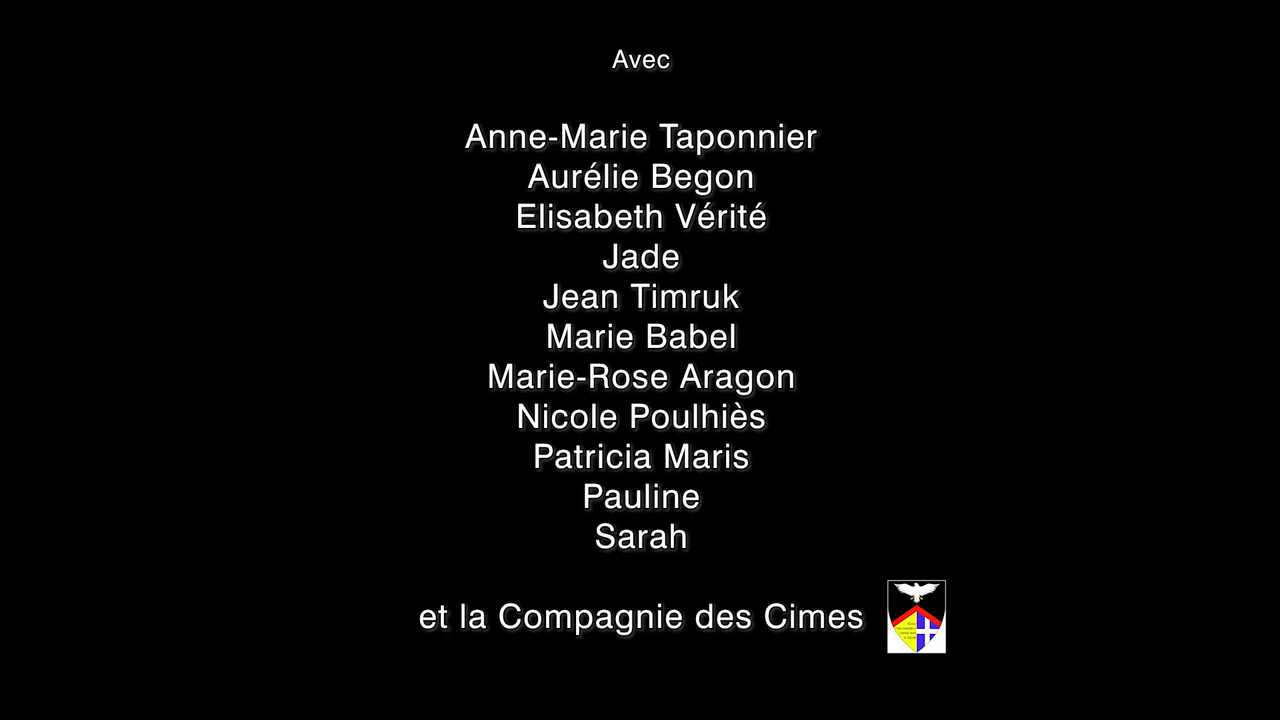 Avec
Anne-Marie Taponnier
Aurélie Begon
Elisabeth Vérité
Jade
Jean Timruk
Marie Babel
Marie-Rose Aragon
Nicole Poulhiès
Patricia Maris
Pauline
Sarah
et la Compagnie des Cimes